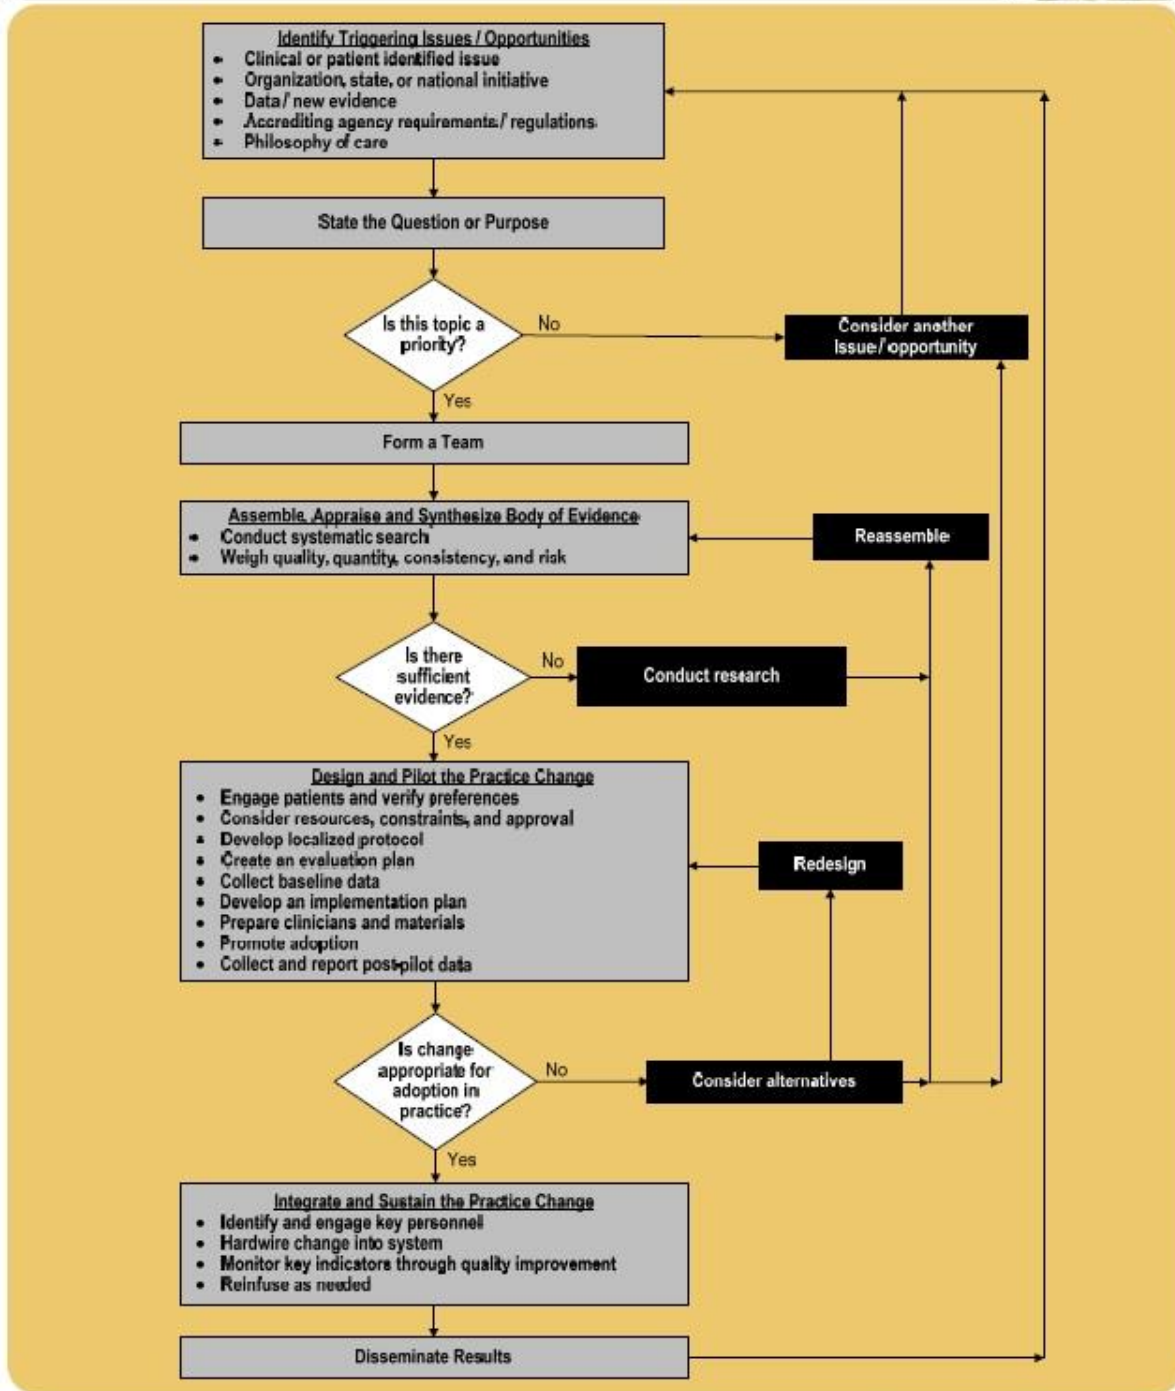 Identify Triggering Issues / Opportunities
• Clinical or patient identified issue
• Organization, state, or national initiative
• Data / new evidence
• Accrediting agency requirements / regulations
• Philosophy of care
State the Question or Purpose
Is this topic a
priority?
No
Consider another
Issue / opportunity
Yes
Form a Team
Assemble, Appraise and Synthesize Body of Evidence
• Conduct systematic search
• Weigh quality, quantity, consistency, and risk
Reassemble
Is there
sufficient
evidence?
No
Conduct research
Yes
Design and Pilot the Practice Change
• Engage patients and verify preferences
• Consider resources, constraints, and approval
• Develop localized protocol
• Create an evaluation plan
• Collect baseline data
• Develop an implementation plan
• Prepare clinicians and materials
• Promote adoption
• Collect and report post-pilot data
Redesign
Is change
appropriate for
adoption in
practice?
No
Consider alternatives
Yes
Integrate and Sustain the Practice Change
• Identify and engage key personnel
• Hardwire change into system
• Monitor key indicators through quality improvement
• Reinfuse as needed
Disseminate Results